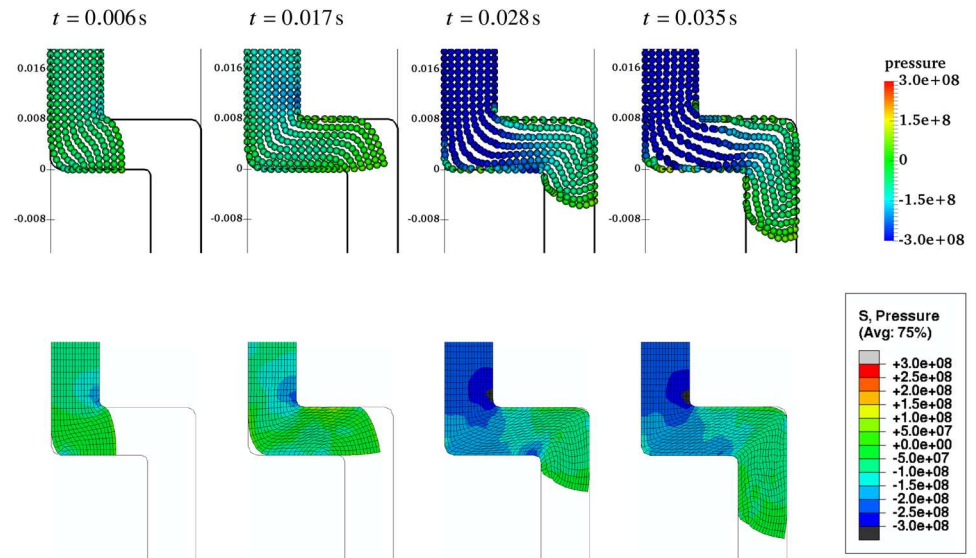 t = 0.006 s
t = 0.017 s
t = 0.028 s
t = 0.035 s
0.016
0.008
0
-0.008
0.016
0.008
0
-0.008
0.016
0.008
0
-0.008
0.016
0.008
0
-0.008
pressure
3.0e+08
1.5e+8
0
-1.5e+8
-3.0e+08
S, Pressure
(Avg: 75%)
+3.0e+08
+2.5e+08
+2.0e+08
+1.5e+08
+1.0e+08
+5.0e+07
+0.0e+00
-5.0e+07
-1.0e+08
-1.5e+08
-2.0e+08
-2.5e+08
-3.0e+08